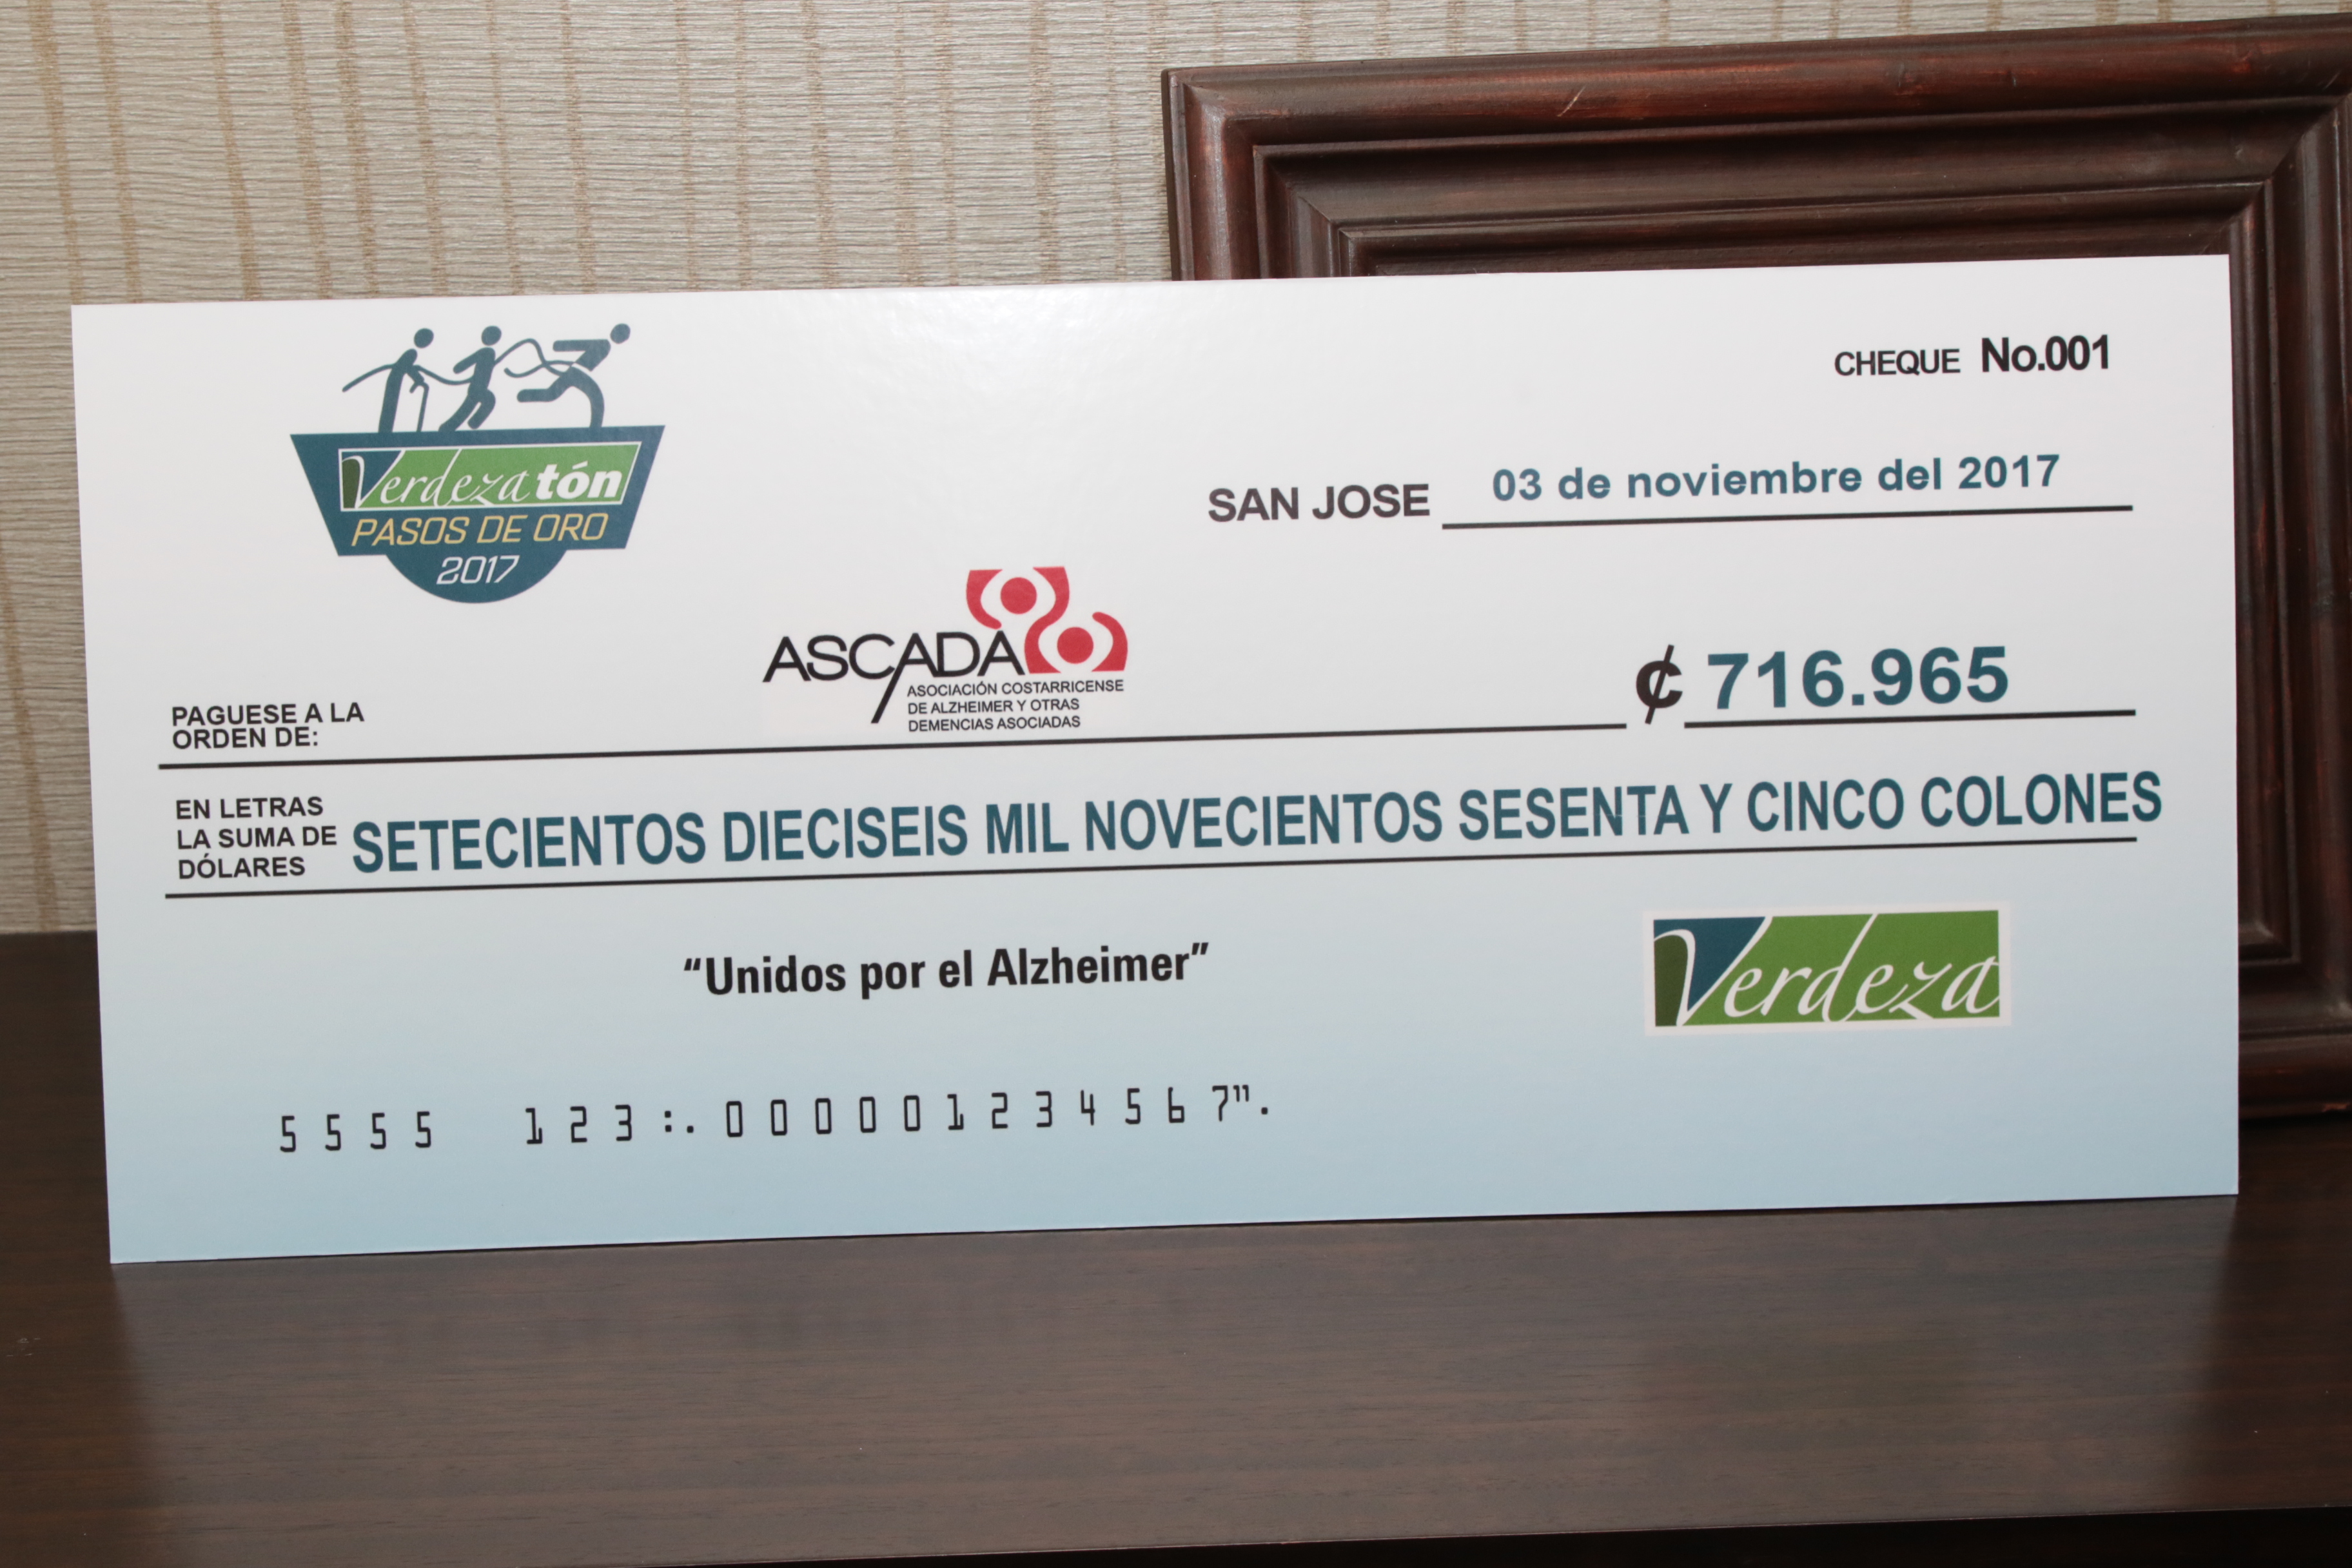 CHEQUE No.001
Verdezatón
PASOS DE ORO
2017
SAN JOSE 03 de noviembre del 2017
ASCADA
ASOCIACIÓN COSTARRICENSE
DE ALZHEIMER Y OTRAS
DEMENCIAS ASOCIADAS
PAGUESE A LA
ORDEN DE:
₡ 716.965
EN LETRAS
LA SUMA DE
DÓLARES
SETECIENTOS DIECISEIS MIL NOVECIENTOS SESENTA Y CINCO COLONES
“Unidos por el Alzheimer”
Verdeza
5555 123:.000001234567".